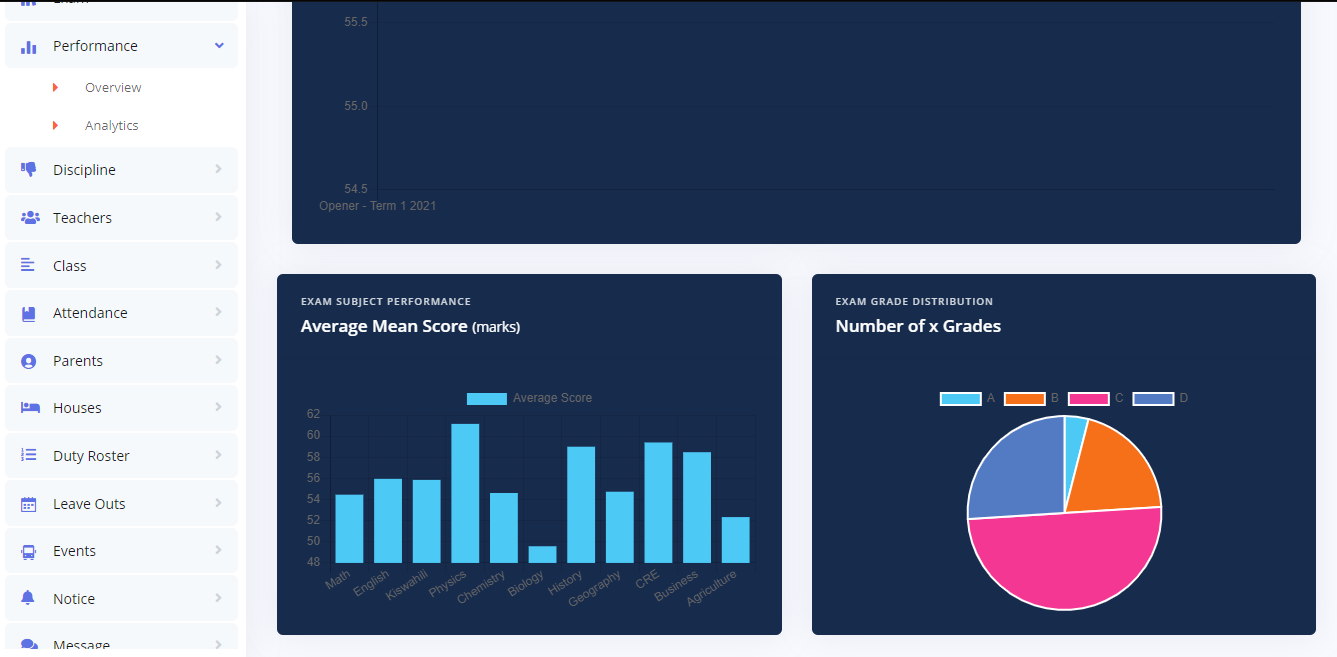 Exam
Performance
Overview
Analytics
Discipline
Teachers
Class
Attendance
Parents
Houses
Duty Roster
Leave Outs
Events
Notice
Message
55.5
55.0
54.5
Opener - Term 1 2021
EXAM SUBJECT PERFORMANCE
Average Mean Score (marks)
Average Score
62
60
58
56
54
52
50
48
Math
English
Kiswahili
Physics
Chemistry
Biology
History
Geography
CRE
Business
Agriculture
EXAM GRADE DISTRIBUTION
Number of x Grades
A B C D